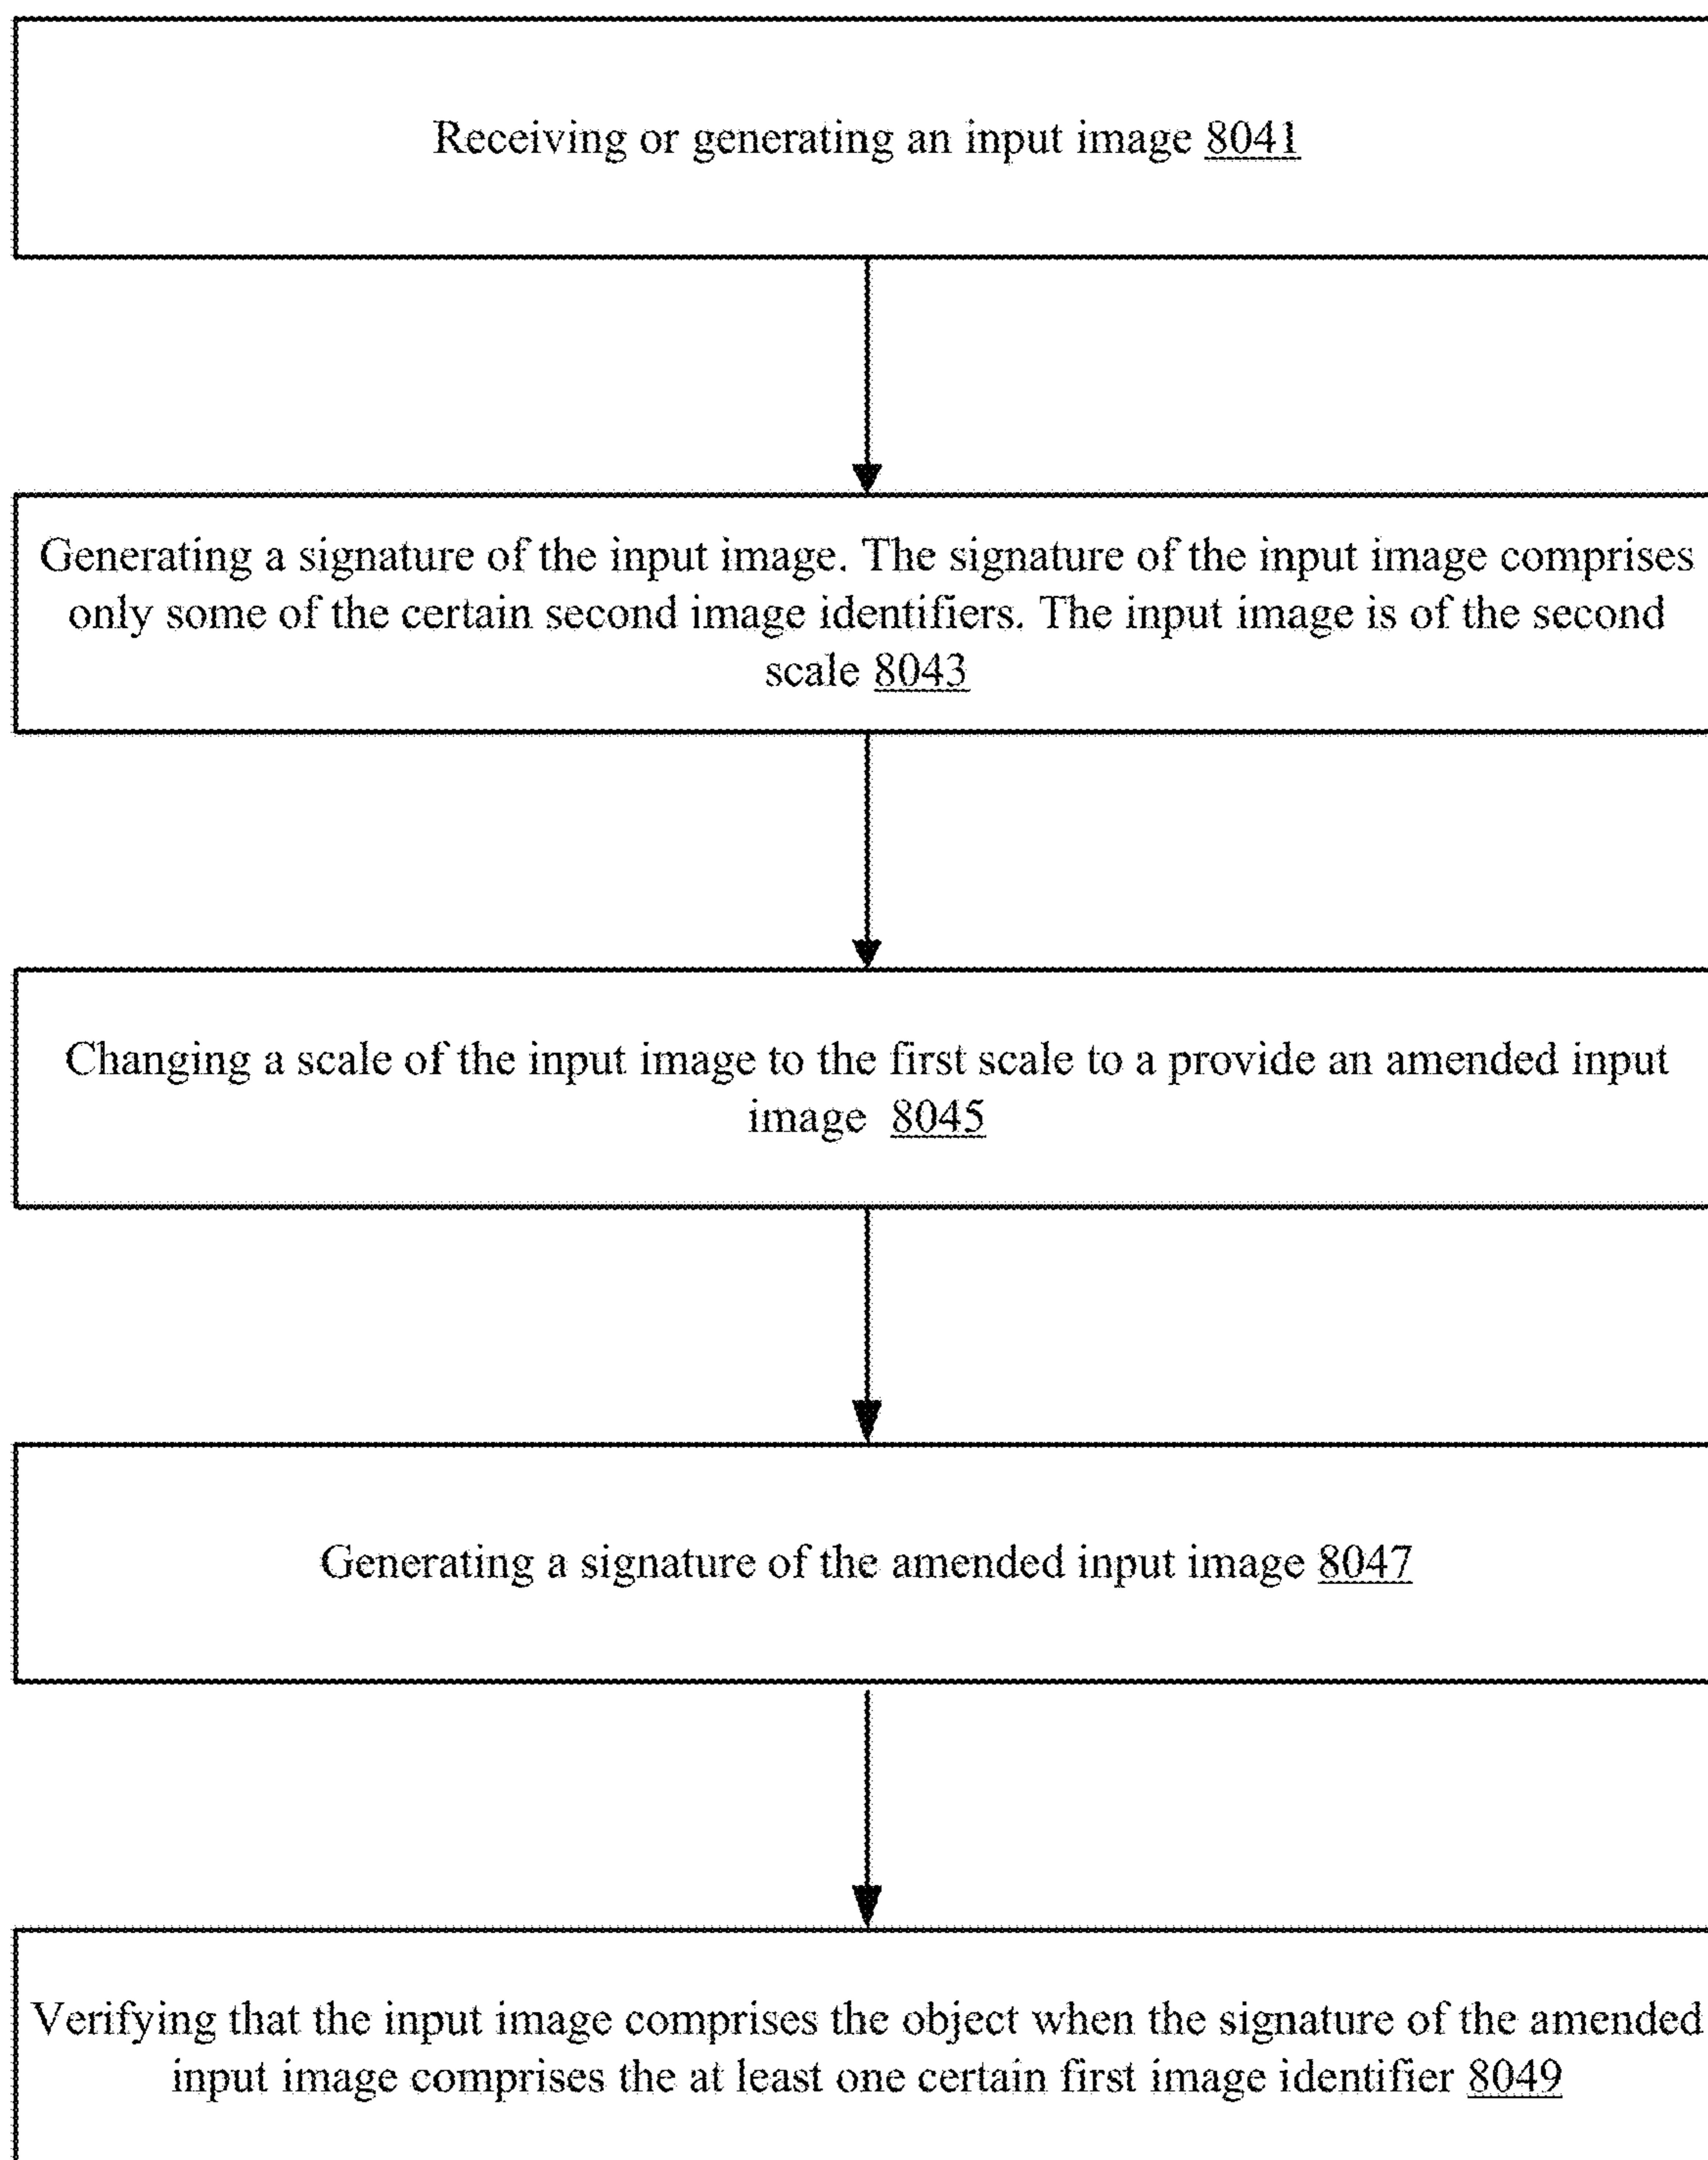 Receiving or generating an input image 8041
Generating a signature of the input image. The signature of the input image comprises
only some of the certain second image identifiers. The input image is of the second
scale 8043
Changing a scale of the input image to the first scale to a provide an amended input
image 8045
Generating a signature of the amended input image 8047
Verifying that the input image comprises the object when the signature of the amended
input image comprises the at least one certain first image identifier 8049